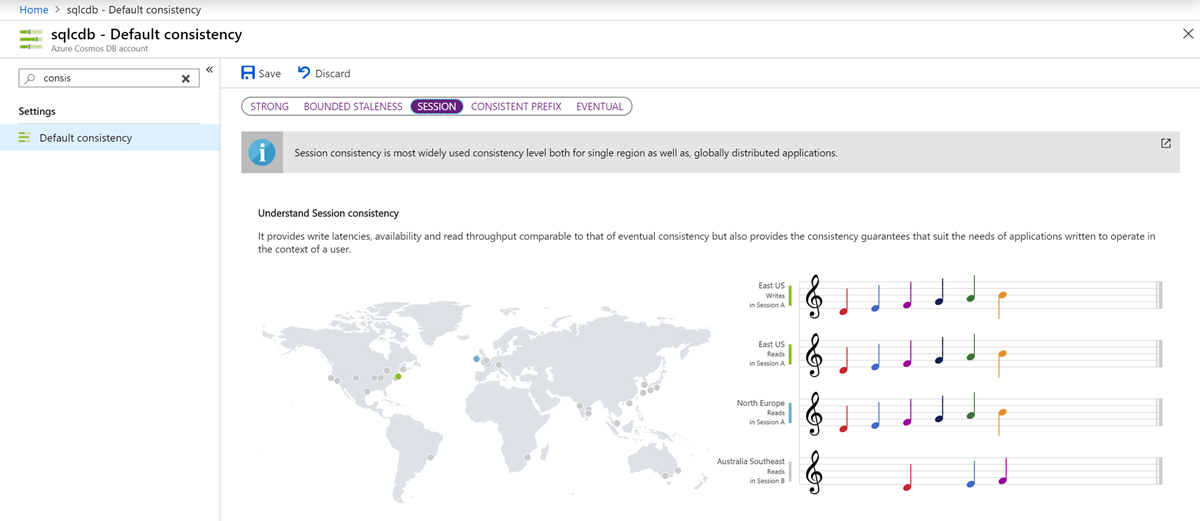 Home > sqlcdb - Default consistency
sqlcdb - Default consistency
Azure Cosmos DB account
consis
Settings
Default consistency
Save
Discard
STRONG
BOUNDED STALENESS
SESSION
CONSISTENT PREFIX
EVENTUAL
Session consistency is most widely used consistency level both for single region as well as, globally distributed applications.
Understand Session consistency
It provides write latencies, availability and read throughput comparable to that of eventual consistency but also provides the consistency guarantees that suit the needs of applications written to operate in
the context of a user.
East US
Writes
in Session A
East US
Reads
in Session A
North Europe
Reads
in Session A
Australia Southeast
Reads
in Session B